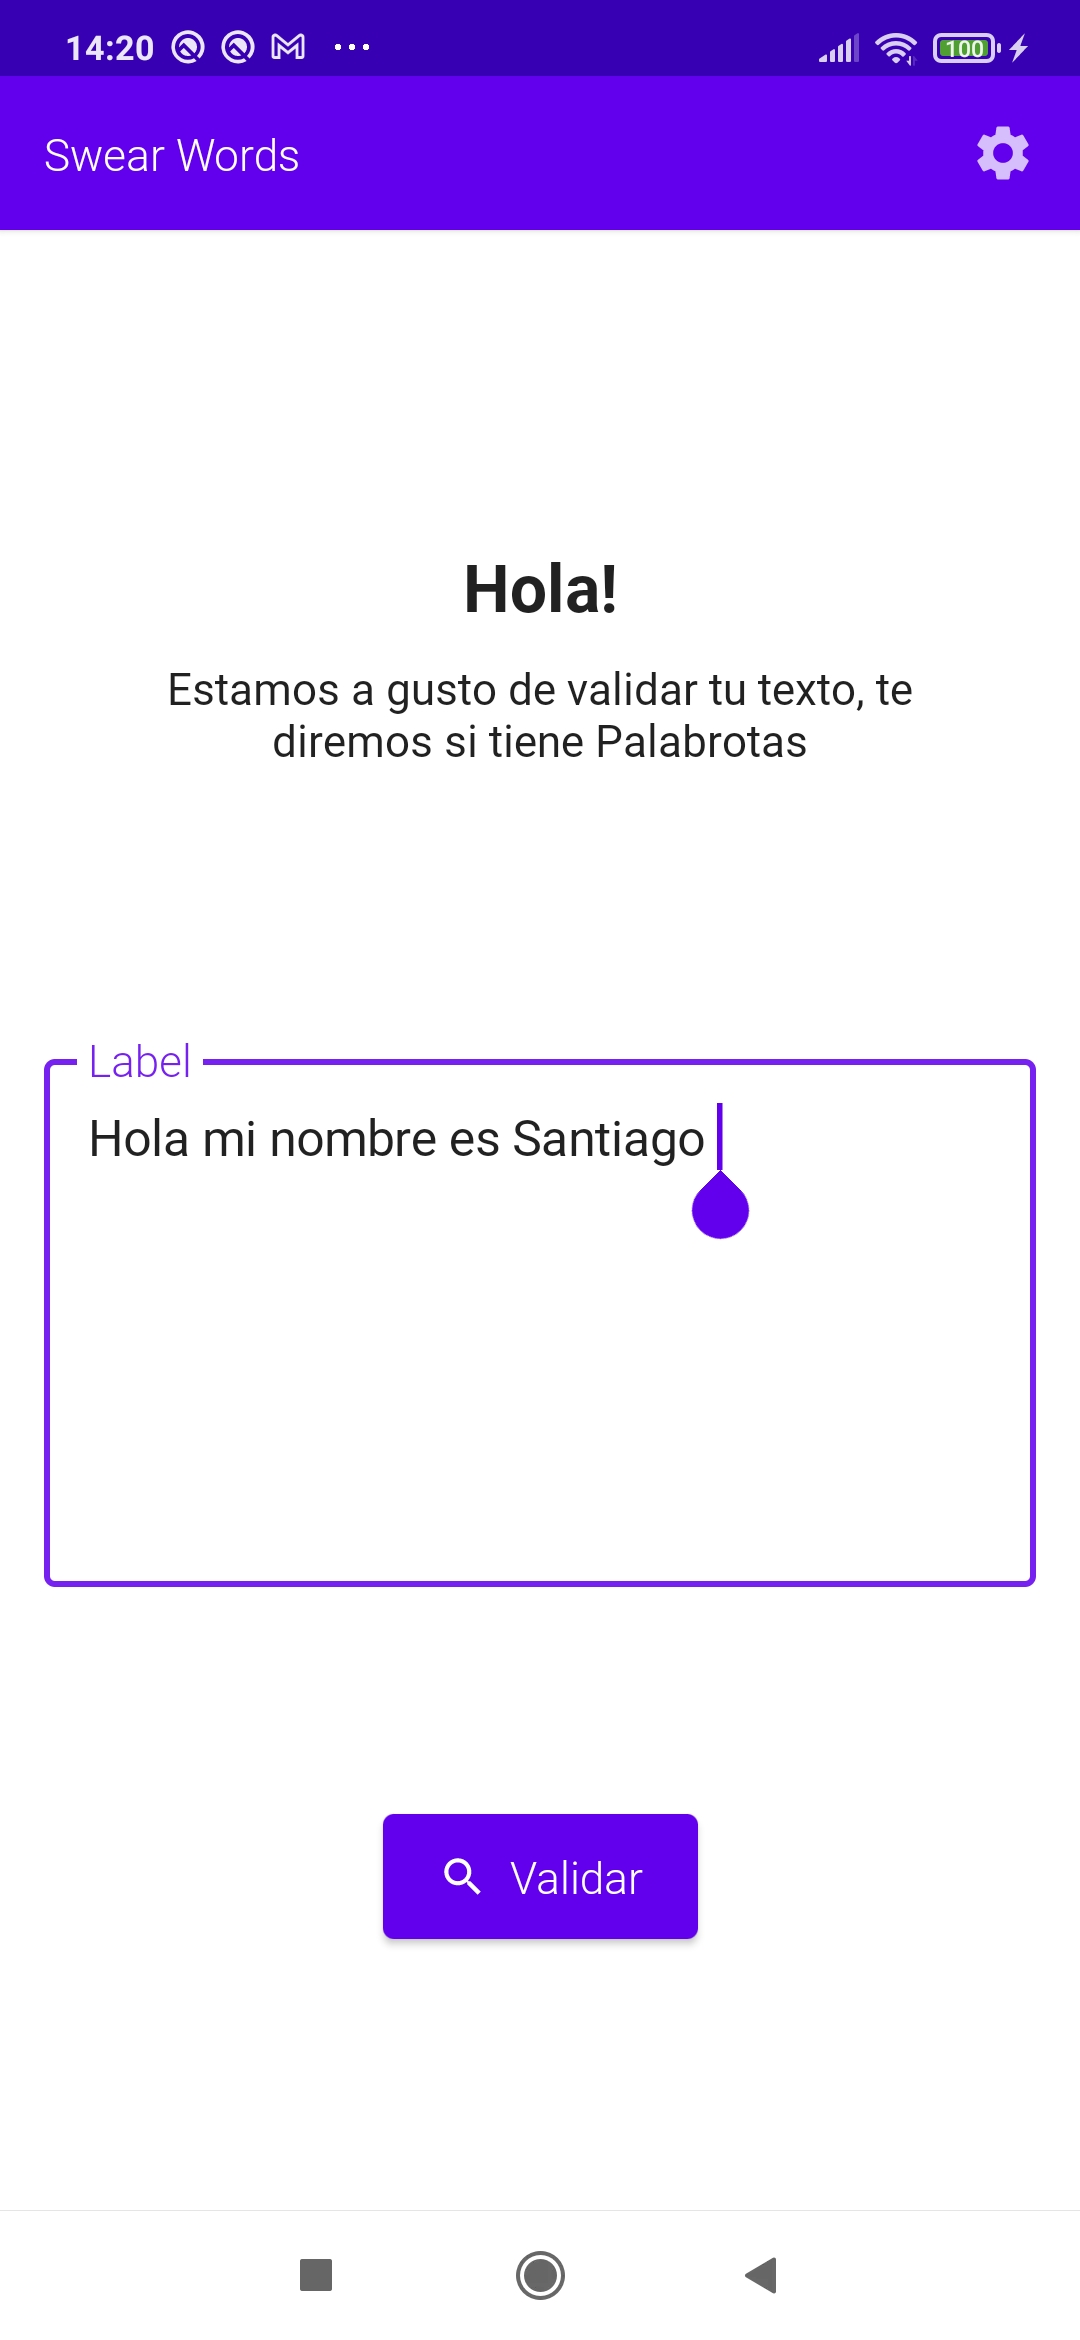 14:20
100
Swear Words
Hola!
Estamos a gusto de validar tu texto, te
diremos si tiene Palabrotas
Label
Hola mi nombre es Santiago
Validar